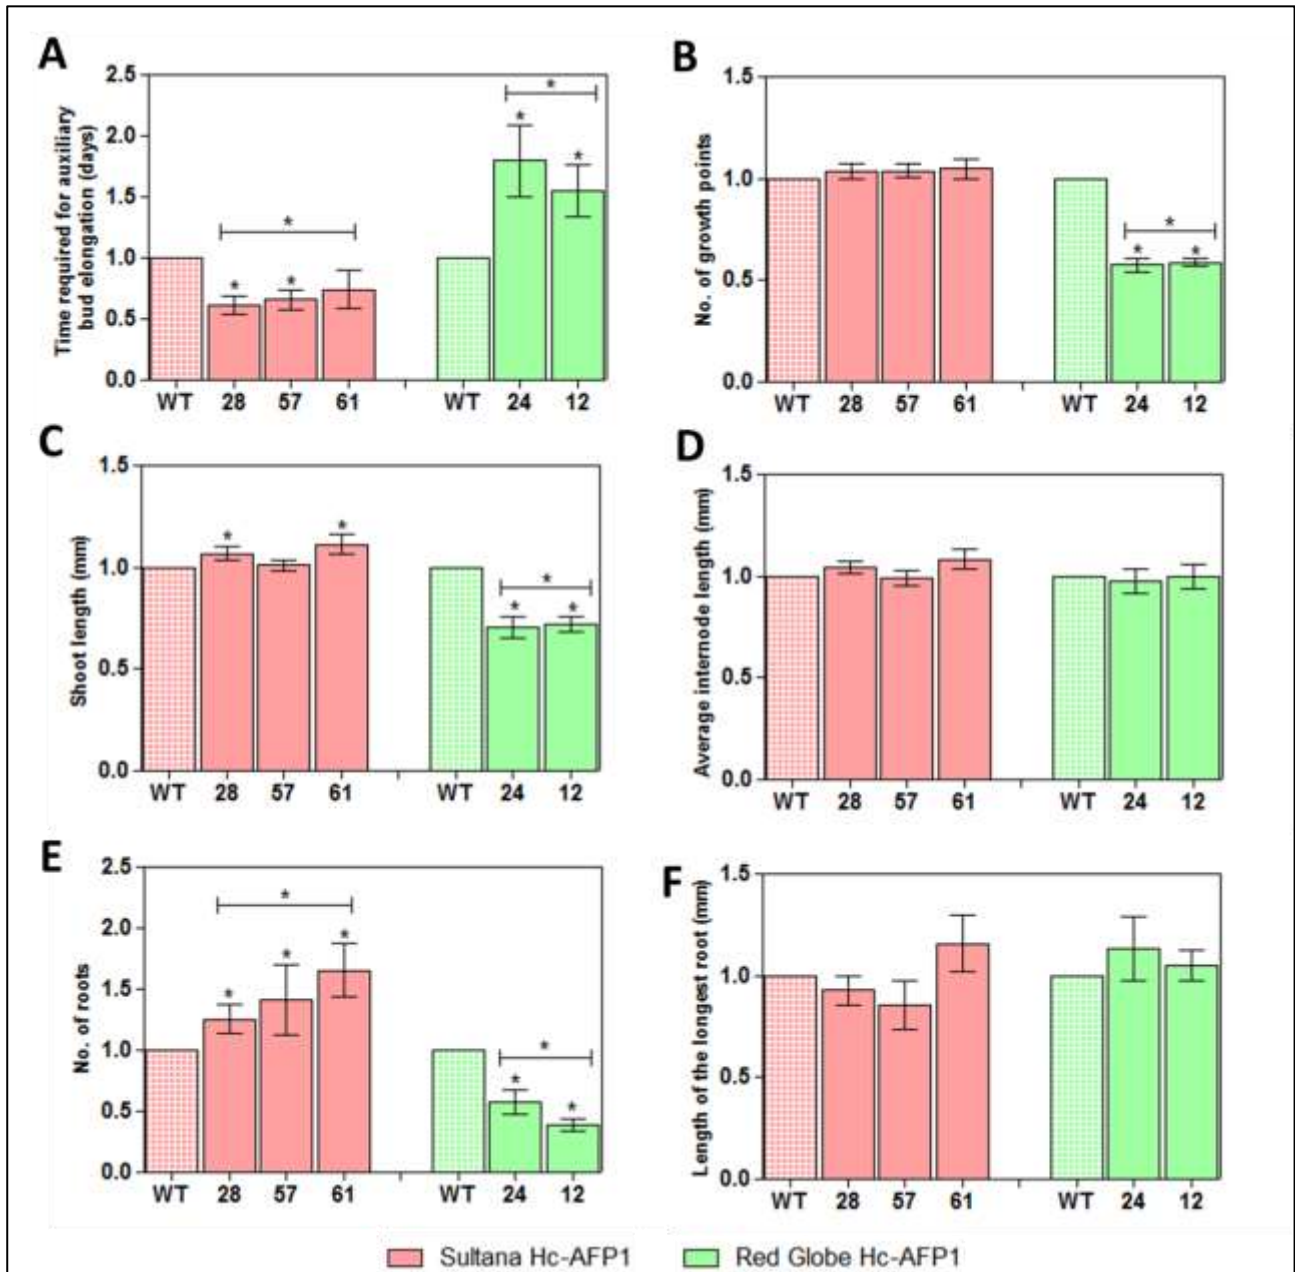 A
Time required for auxiliary
bud elongation (days)
2.5
2.0
1.5
1.0
0.5
0.0
* * * * * *
WT 28 57 61 WT 24 12
B
No. of growth points
1.5
1.0
0.5
0.0
* * *
WT 28 57 61 WT 24 12
C
Shoot length (mm)
1.5
1.0
0.5
0.0
* * * * *
WT 28 57 61 WT 24 12
D
Average internode length (mm)
1.5
1.0
0.5
0.0
WT 28 57 61 WT 24 12
E
No. of roots
2.5
2.0
1.5
1.0
0.5
0.0
* * * * * * *
WT 28 57 61 WT 24 12
F
Length of the longest root (mm)
1.5
1.0
0.5
0.0
WT 28 57 61 WT 24 12
Sultana Hc-AFP1 Red Globe Hc-AFP1